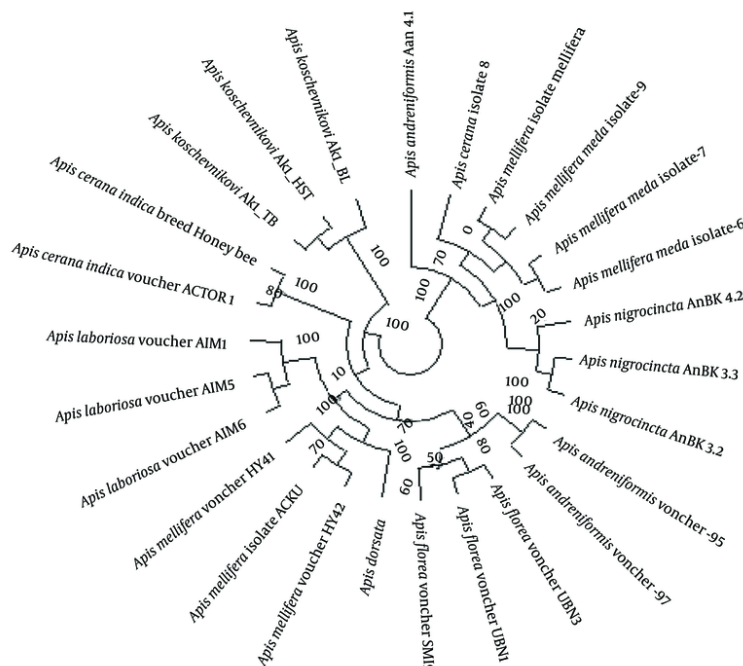 Apis andreniformis Aan 4.1
Apis cerana isolate 8
Apis mellifera isolate mellifera
Apis mellifera meda isolate-9
Apis mellifera meda isolate-7
Apis mellifera meda isolate-6
Apis nigrocincta AnBK 4.2
Apis nigrocincta AnBK 3.3
Apis nigrocincta AnBK 3.2
Apis andreniformis voncher -95
Apis andreniformis voncher -97
Apis florea voncher UBN3
Apis florea voncher UBN1
Apis florea voncher
Apis dorsata
Apis mellifera voucher HY42
Apis mellifera isolate ACKU
Apis mellifera voncher HY41
Apis laboriosa voucher AIM6
Apis laboriosa voucher AIM5
Apis laboriosa voucher AIM1
Apis cerana indica voucher ACTOR 1
Apis cerana indica breed Honey bee
Apis koschevnikovi Ak1_TB
Apis koschevnikovi Ak1_HST
Apis koschevnikovi Ak1_BL
0
70
100
100
20
100
100
100
60
40
80
50
60
100
70
70
100
10
100
80
100
100
100